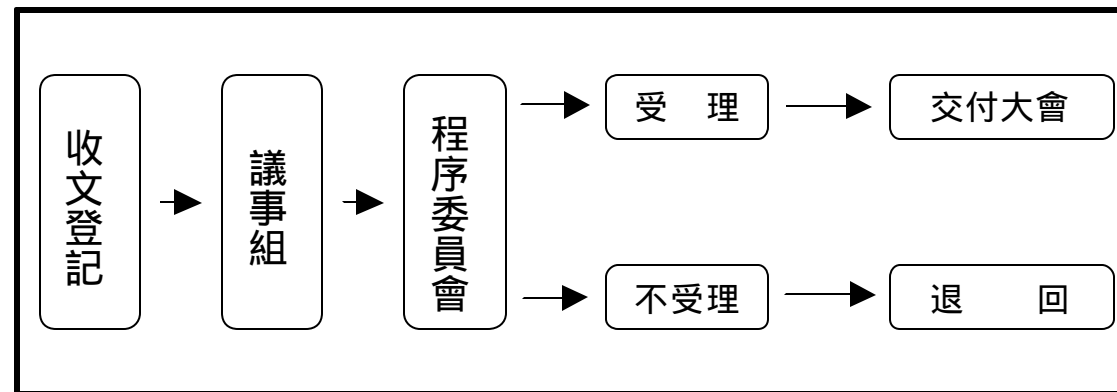 收文登記
議事組
程序委員會
受　理
交付大會
不受理
退　　回